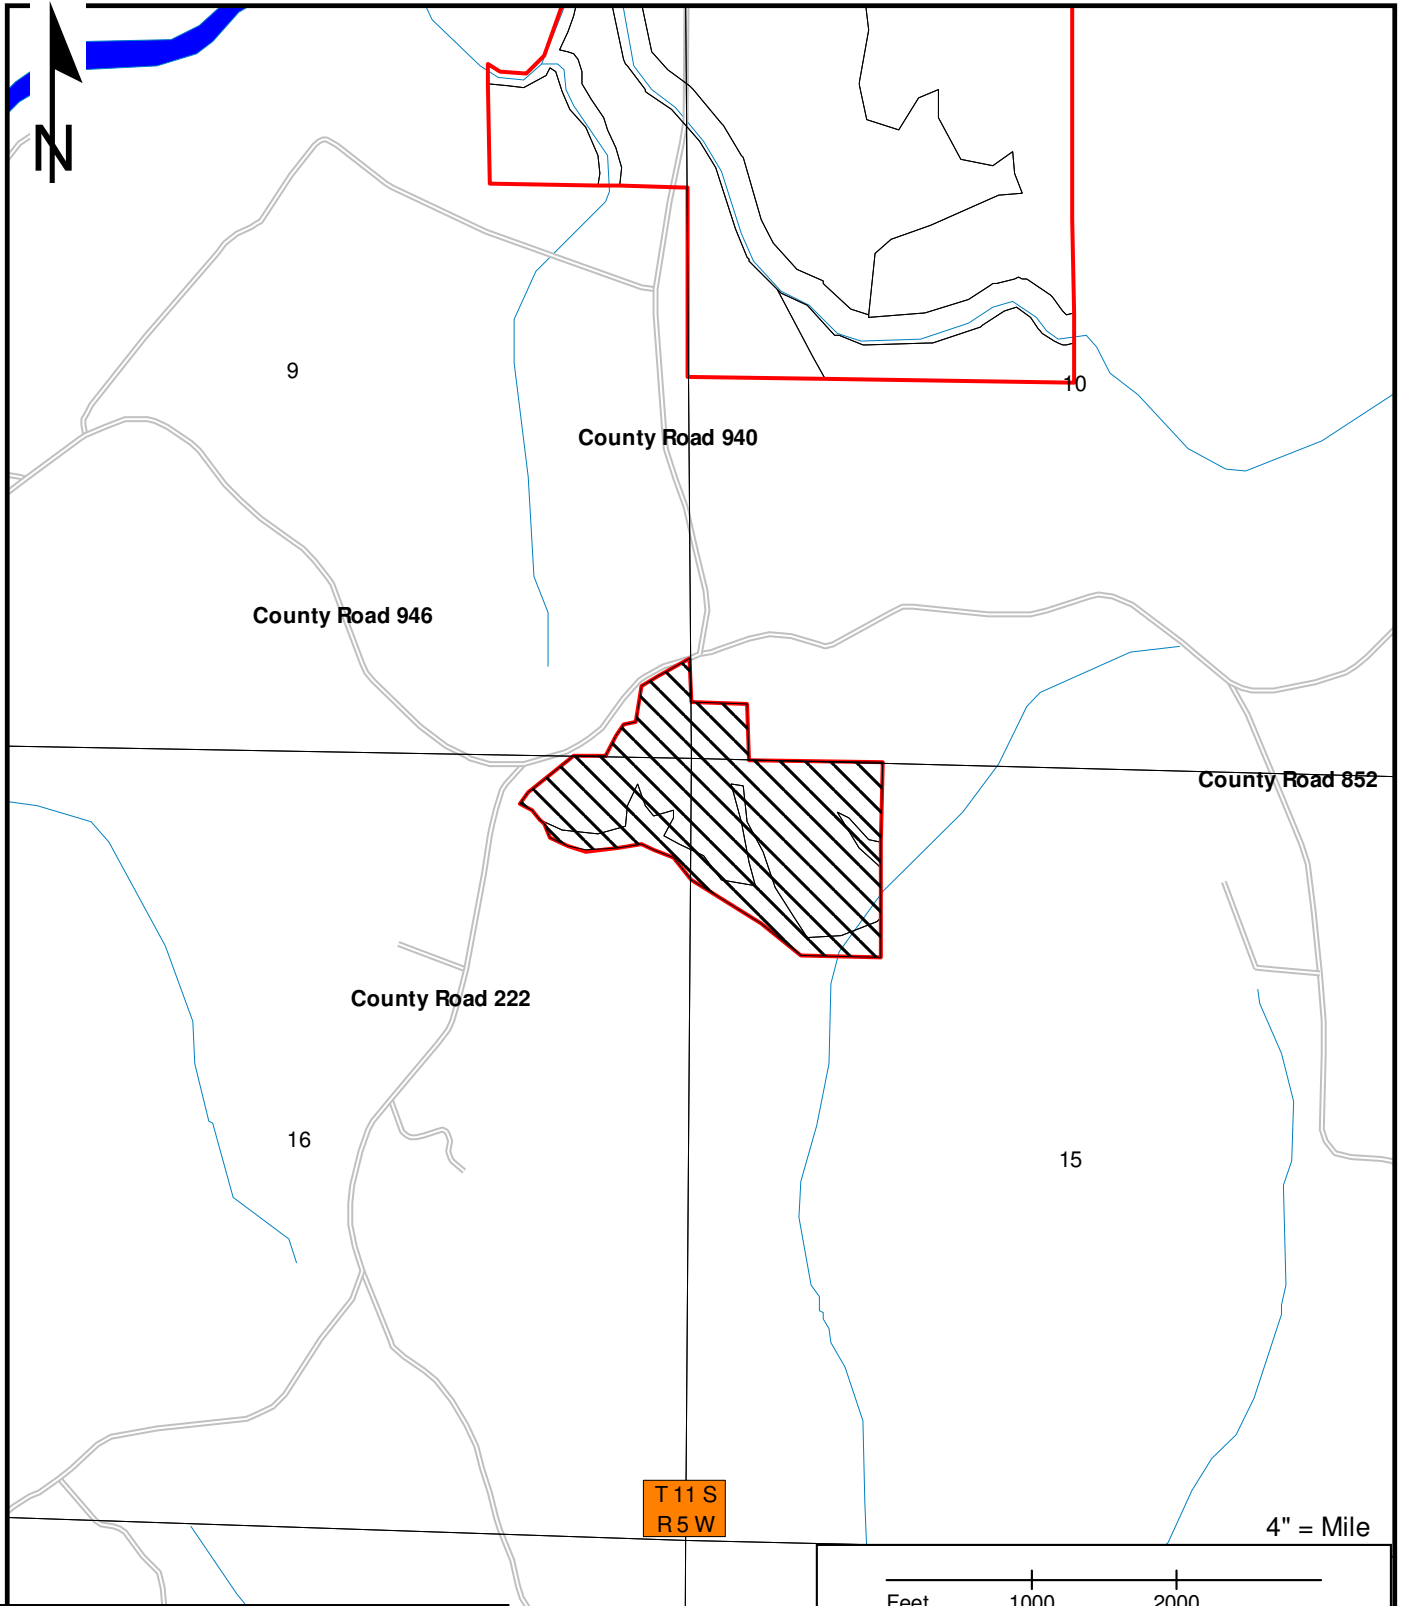 N
9
10
County Road 940
County Road 946
County Road 852
County Road 222
16
15
T 11 S
R 5 W
4" = Mile
Feet 1000 2000